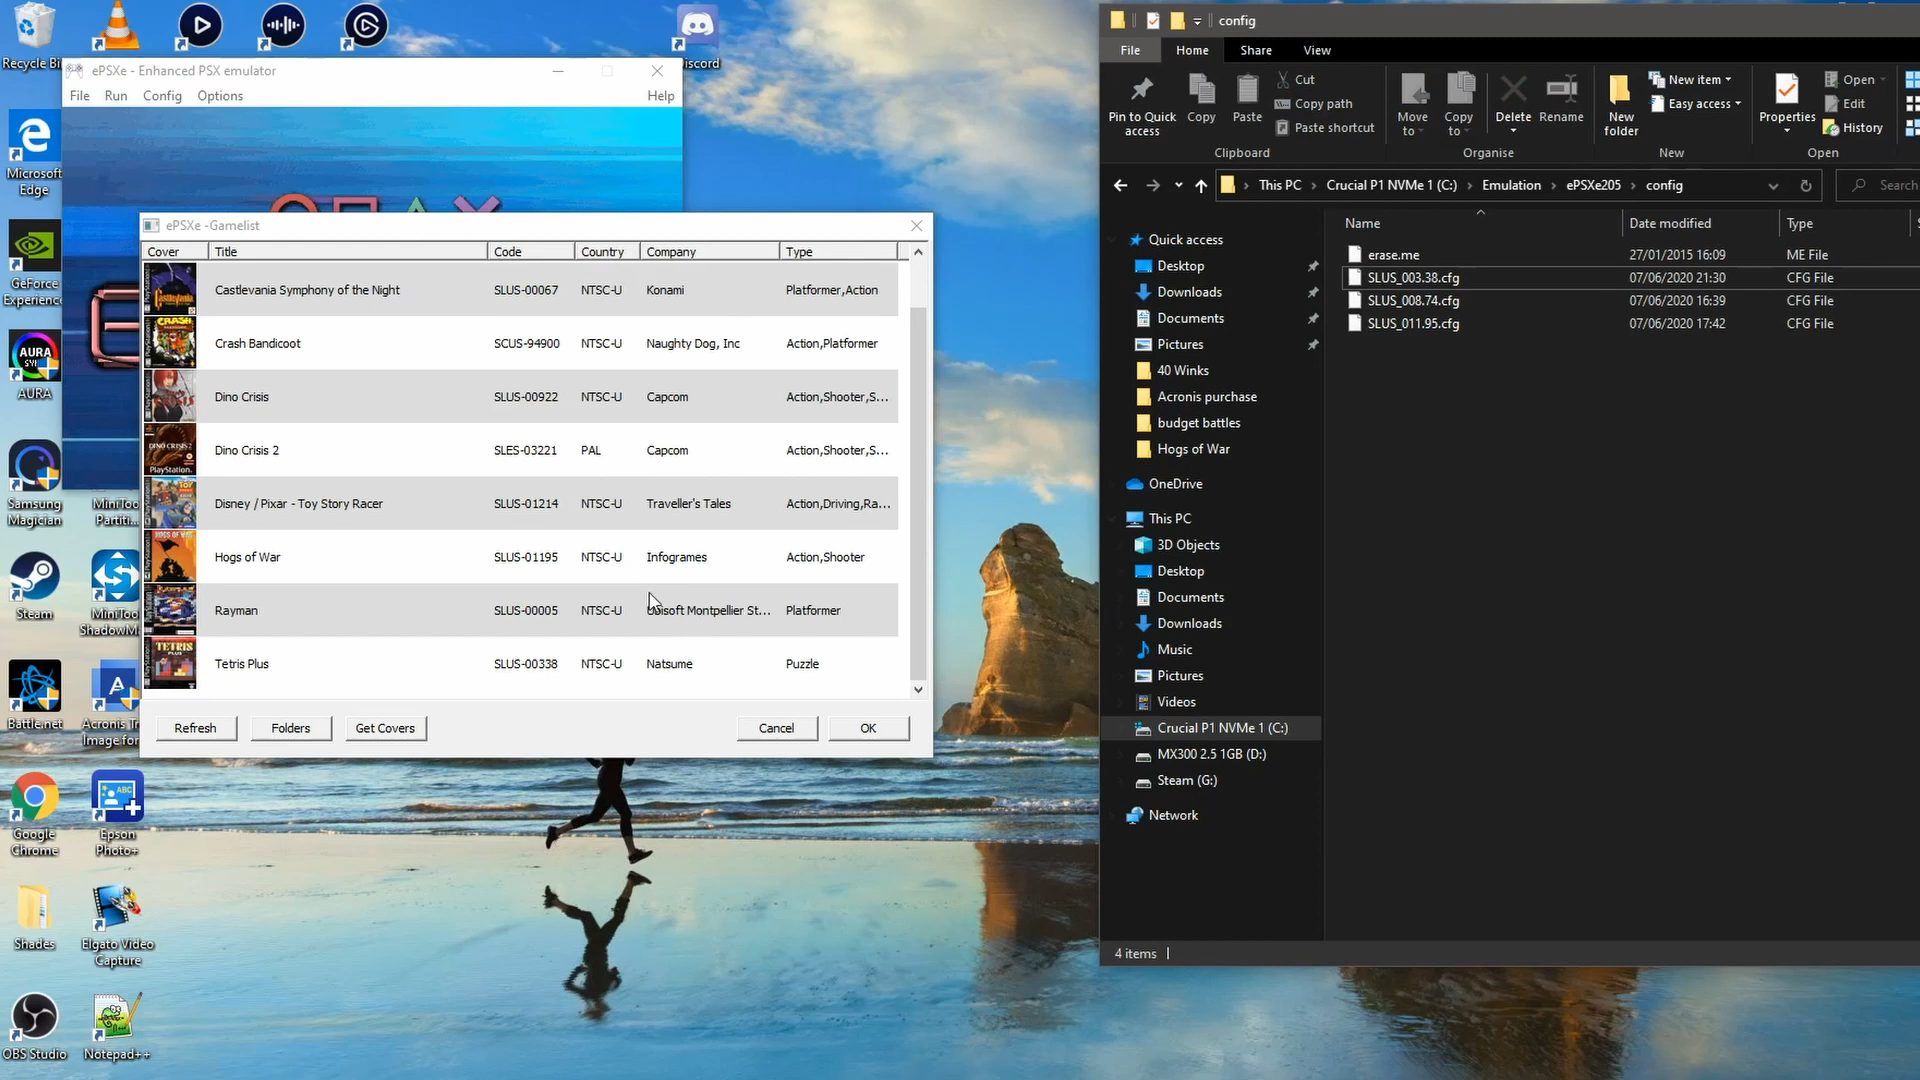 Recycle Bi
iscord
Microsoft
Edge
GeForce
Experience
AURA
Samsung
Magician
MiniToo
Partiti...
Steam
MiniToo
ShadowM
Battle.net
Acronis Tr
Image for
Google
Chrome
Epson
Photo+
Shades
Elgato Video
Capture
OBS Studio
Notepad++
ePSXe - Enhanced PSX emulator
File Run Config Options Help
ePSXe -Gamelist
Cover Title Code Country Company Type
Castlevania Symphony of the Night SLUS-00067 NTSC-U Konami Platformer,Action
Crash Bandicoot SCUS-94900 NTSC-U Naughty Dog, Inc Action,Platformer
Dino Crisis SLUS-00922 NTSC-U Capcom Action,Shooter,S...
Dino Crisis 2 SLES-03221 PAL Capcom Action,Shooter,S...
Disney / Pixar - Toy Story Racer SLUS-01214 NTSC-U Traveller's Tales Action,Driving,Ra...
Hogs of War SLUS-01195 NTSC-U Infogrames Action,Shooter
Rayman SLUS-00005 NTSC-U Ubisoft Montpellier St... Platformer
Tetris Plus SLUS-00338 NTSC-U Natsume Puzzle
Refresh Folders Get Covers Cancel OK
config
File Home Share View
Pin to Quick
access
Copy
Paste
Cut
Copy path
Paste shortcut
Clipboard
Move
to
Copy
to
Delete
Rename
Organise
New
folder
New item
Easy access
New
Properties
Open
Edit
History
Open
This PC > Crucial P1 NVMe 1 (C:) > Emulation > ePSXe205 > config
Search
Quick access
Desktop
Downloads
Documents
Pictures
40 Winks
Acronis purchase
budget battles
Hogs of War
OneDrive
This PC
3D Objects
Desktop
Documents
Downloads
Music
Pictures
Videos
Crucial P1 NVMe 1 (C:)
MX300 2.5 1GB (D:)
Steam (G:)
Network
Name Date modified Type
erase.me 27/01/2015 16:09 ME File
SLUS_003.38.cfg 07/06/2020 21:30 CFG File
SLUS_008.74.cfg 07/06/2020 16:39 CFG File
SLUS_011.95.cfg 07/06/2020 17:42 CFG File
4 items